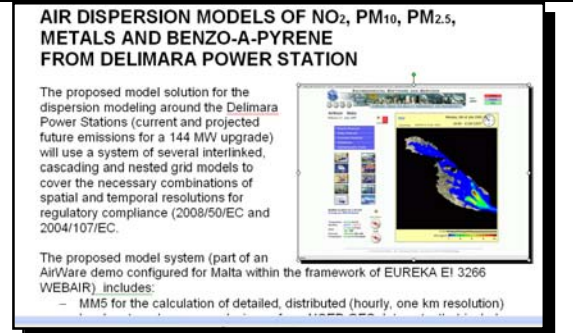 AIR DISPERSION MODELS OF NO₂, PM₁₀, PM₂.₅,
METALS AND BENZO-A-PYRENE
FROM DELIMARA POWER STATION
The proposed model solution for the
dispersion modeling around the Delimara
Power Stations (current and projected
future emissions for a 144 MW upgrade)
will use a system of several interlinked,
cascading and nested grid models to
cover the necessary combinations of
spatial and temporal resolutions for
regulatory compliance (2008/50/EC and
2004/107/EC.
The proposed model system (part of an
AirWare demo configured for Malta within the framework of EUREKA E! 3266
WEBAIR) includes:
– MM5 for the calculation of detailed, distributed (hourly, one km resolution)